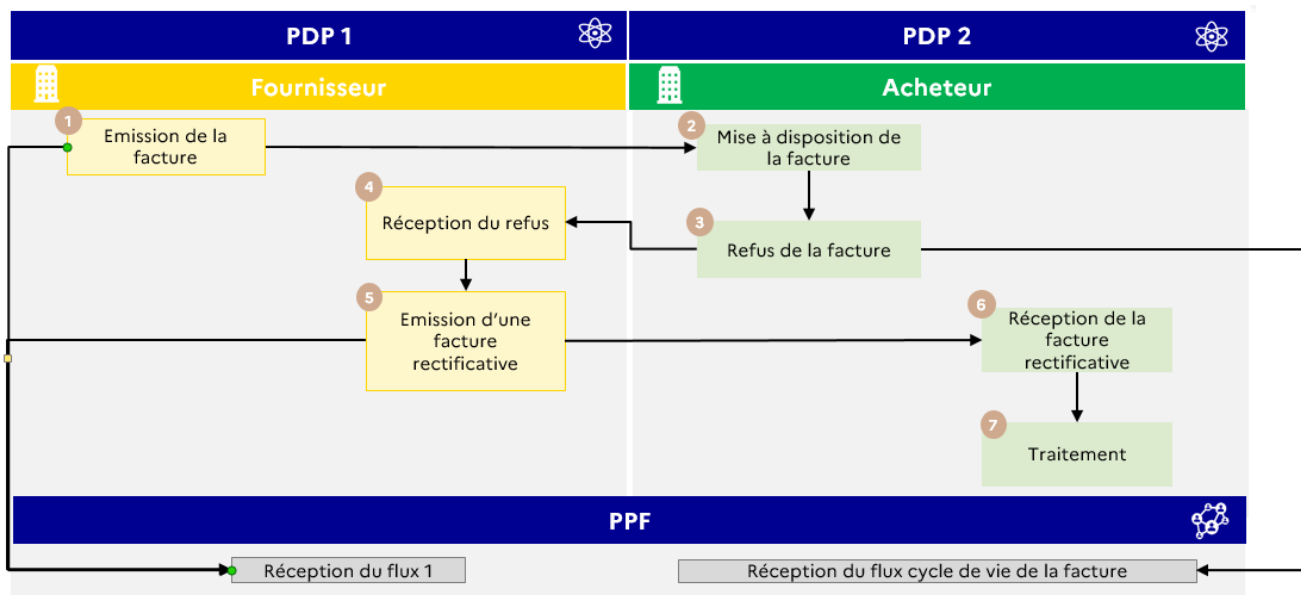 PDP 1
PDP 2
Fournisseur
Acheteur
1
Emission de la
facture
2
Mise à disposition de
la facture
4
Réception du refus
3
Refus de la facture
5
Emission d’une
facture
rectificative
6
Réception de la
facture
rectificative
7
Traitement
PPF
Réception du flux 1
Réception du flux cycle de vie de la facture